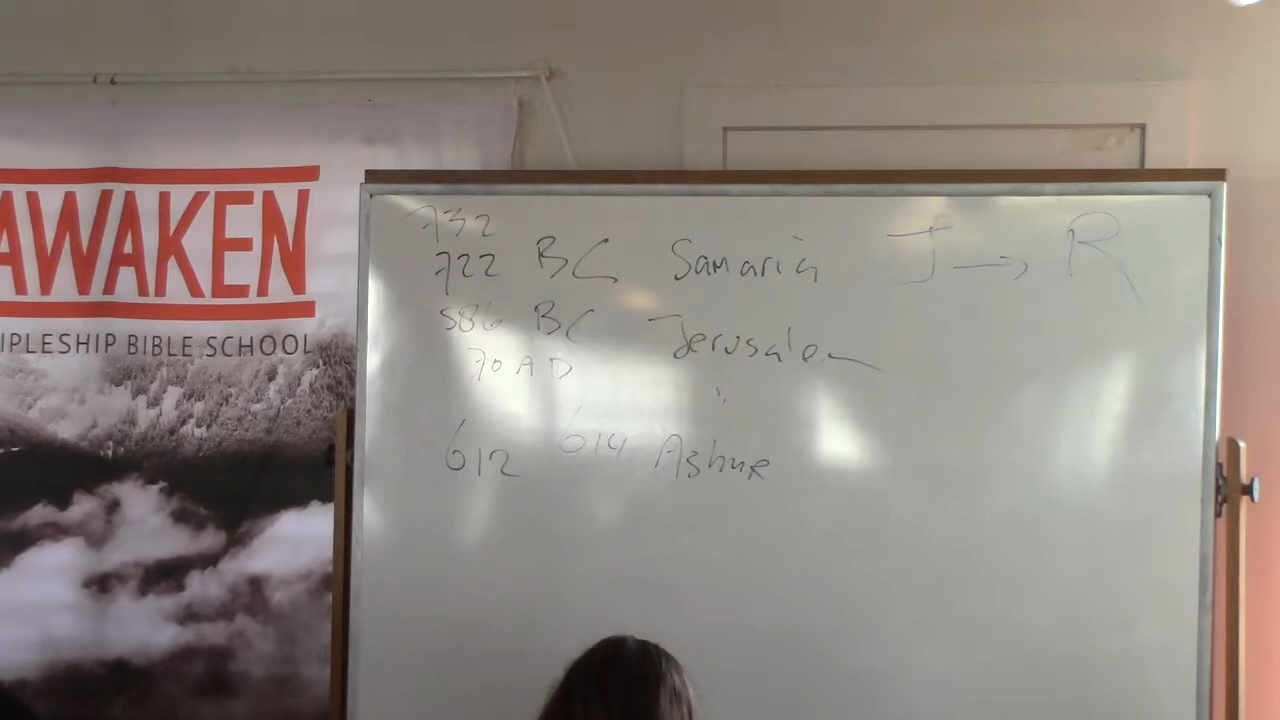 AWAKEN
IPLESHIP BIBLE SCHOOL
732
722 BC Samaria J → R
586 BC Jerusalem
70 AD "
612 614 Ashur